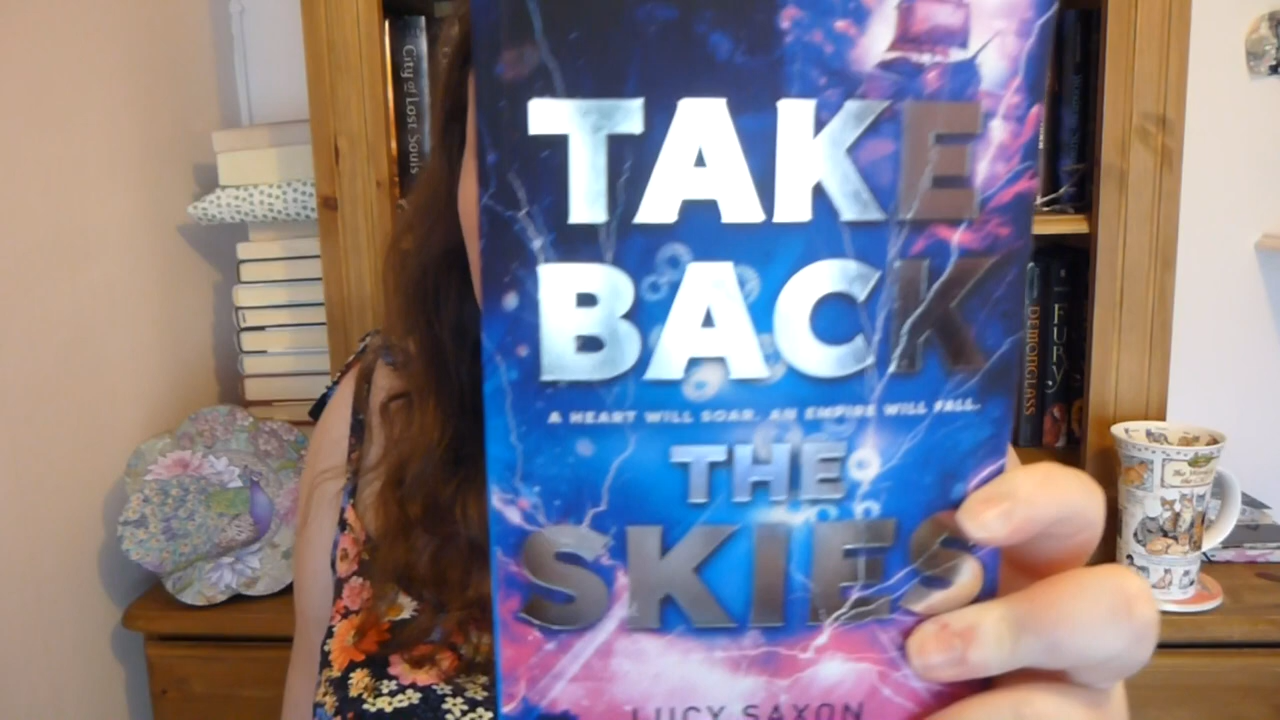 City of Lost Souls
TAKE
BACK
A HEART WILL SOAR. AN EMPIRE WILL FALL.
THE
SKIES
LUCY SAXON
DEMONGLASS
FURY